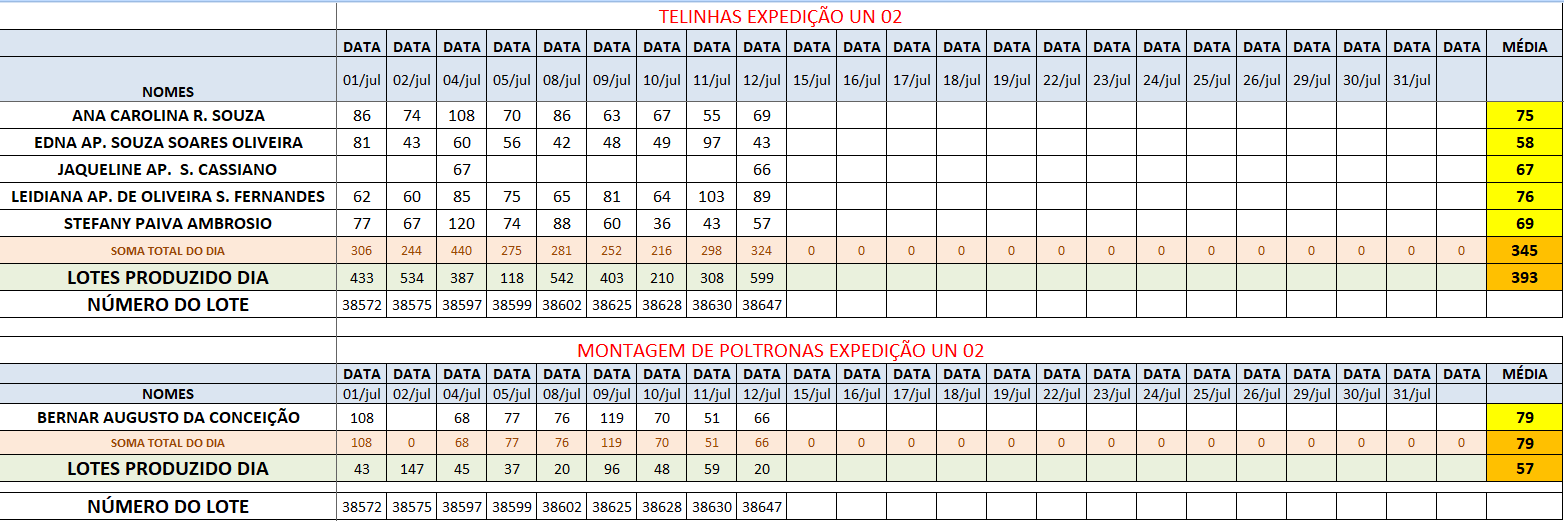 TELINHAS EXPEDIÇÃO UN 02
DATA DATA DATA DATA DATA DATA DATA DATA DATA DATA DATA DATA DATA DATA DATA DATA DATA DATA DATA DATA DATA DATA DATA MÉDIA
NOMES 01/jul 02/jul 04/jul 05/jul 08/jul 09/jul 10/jul 11/jul 12/jul 15/jul 16/jul 17/jul 18/jul 19/jul 22/jul 23/jul 24/jul 25/jul 26/jul 29/jul 30/jul 31/jul
ANA CAROLINA R. SOUZA 86 74 108 70 86 63 67 55 69 75
EDNA AP. SOUZA SOARES OLIVEIRA 81 43 60 56 42 48 49 97 43 58
JAQUELINE AP. S. CASSIANO 67 66 67
LEIDIANA AP. DE OLIVEIRA S. FERNANDES 62 60 85 75 65 81 64 103 89 76
STEFANY PAIVA AMBROSIO 77 67 120 74 88 60 36 43 57 69
SOMA TOTAL DO DIA 306 244 440 275 281 252 216 298 324 0 0 0 0 0 0 0 0 0 0 0 0 0 0 345
LOTES PRODUZIDO DIA 433 534 387 118 542 403 210 308 599 393
NÚMERO DO LOTE 38572 38575 38597 38599 38602 38625 38628 38630 38647
MONTAGEM DE POLTRONAS EXPEDIÇÃO UN 02
DATA DATA DATA DATA DATA DATA DATA DATA DATA DATA DATA DATA DATA DATA DATA DATA DATA DATA DATA DATA DATA DATA DATA MÉDIA
NOMES 01/jul 02/jul 04/jul 05/jul 08/jul 09/jul 10/jul 11/jul 12/jul 15/jul 16/jul 17/jul 18/jul 19/jul 22/jul 23/jul 24/jul 25/jul 26/jul 29/jul 30/jul 31/jul
BERNAR AUGUSTO DA CONCEIÇÃO 108 68 77 76 119 70 51 66 79
SOMA TOTAL DO DIA 108 0 68 77 76 119 70 51 66 0 0 0 0 0 0 0 0 0 0 0 0 0 0 79
LOTES PRODUZIDO DIA 43 147 45 37 20 96 48 59 20 57
NÚMERO DO LOTE 38572 38575 38597 38599 38602 38625 38628 38630 38647